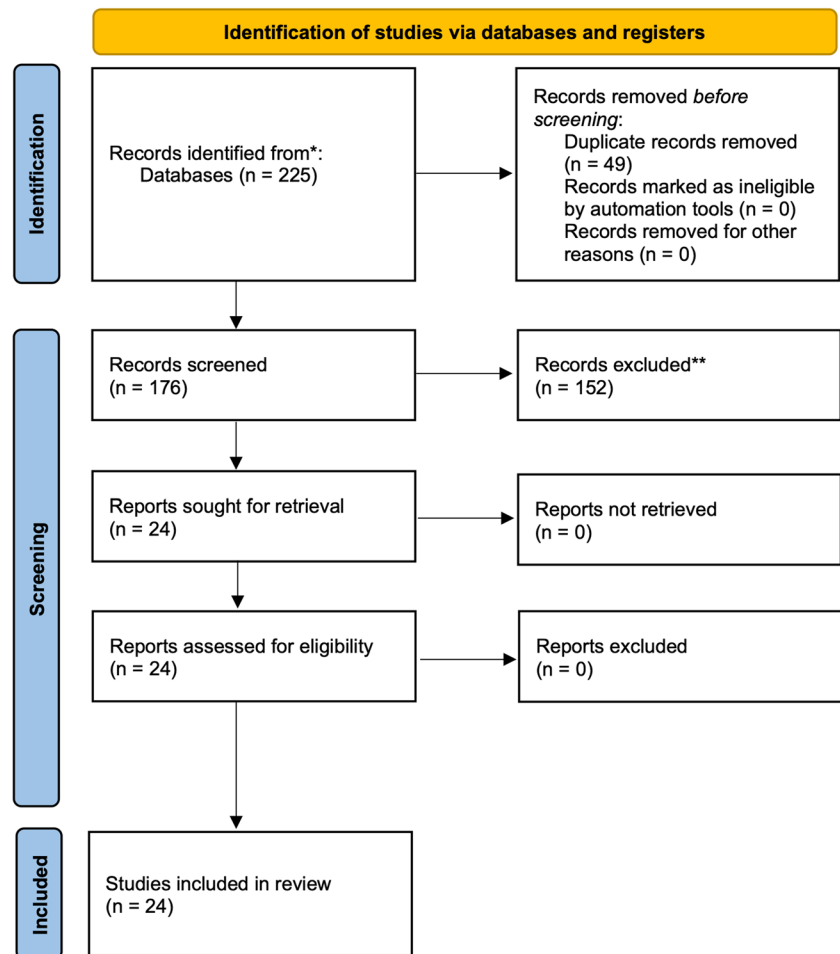 Identification of studies via databases and registers
Identification
Records identified from*:
Databases (n = 225)
Records removed before
screening:
Duplicate records removed
(n = 49)
Records marked as ineligible
by automation tools (n = 0)
Records removed for other
reasons (n = 0)
Screening
Records screened
(n = 176)
Records excluded**
(n = 152)
Reports sought for retrieval
(n = 24)
Reports not retrieved
(n = 0)
Reports assessed for eligibility
(n = 24)
Reports excluded
(n = 0)
Included
Studies included in review
(n = 24)